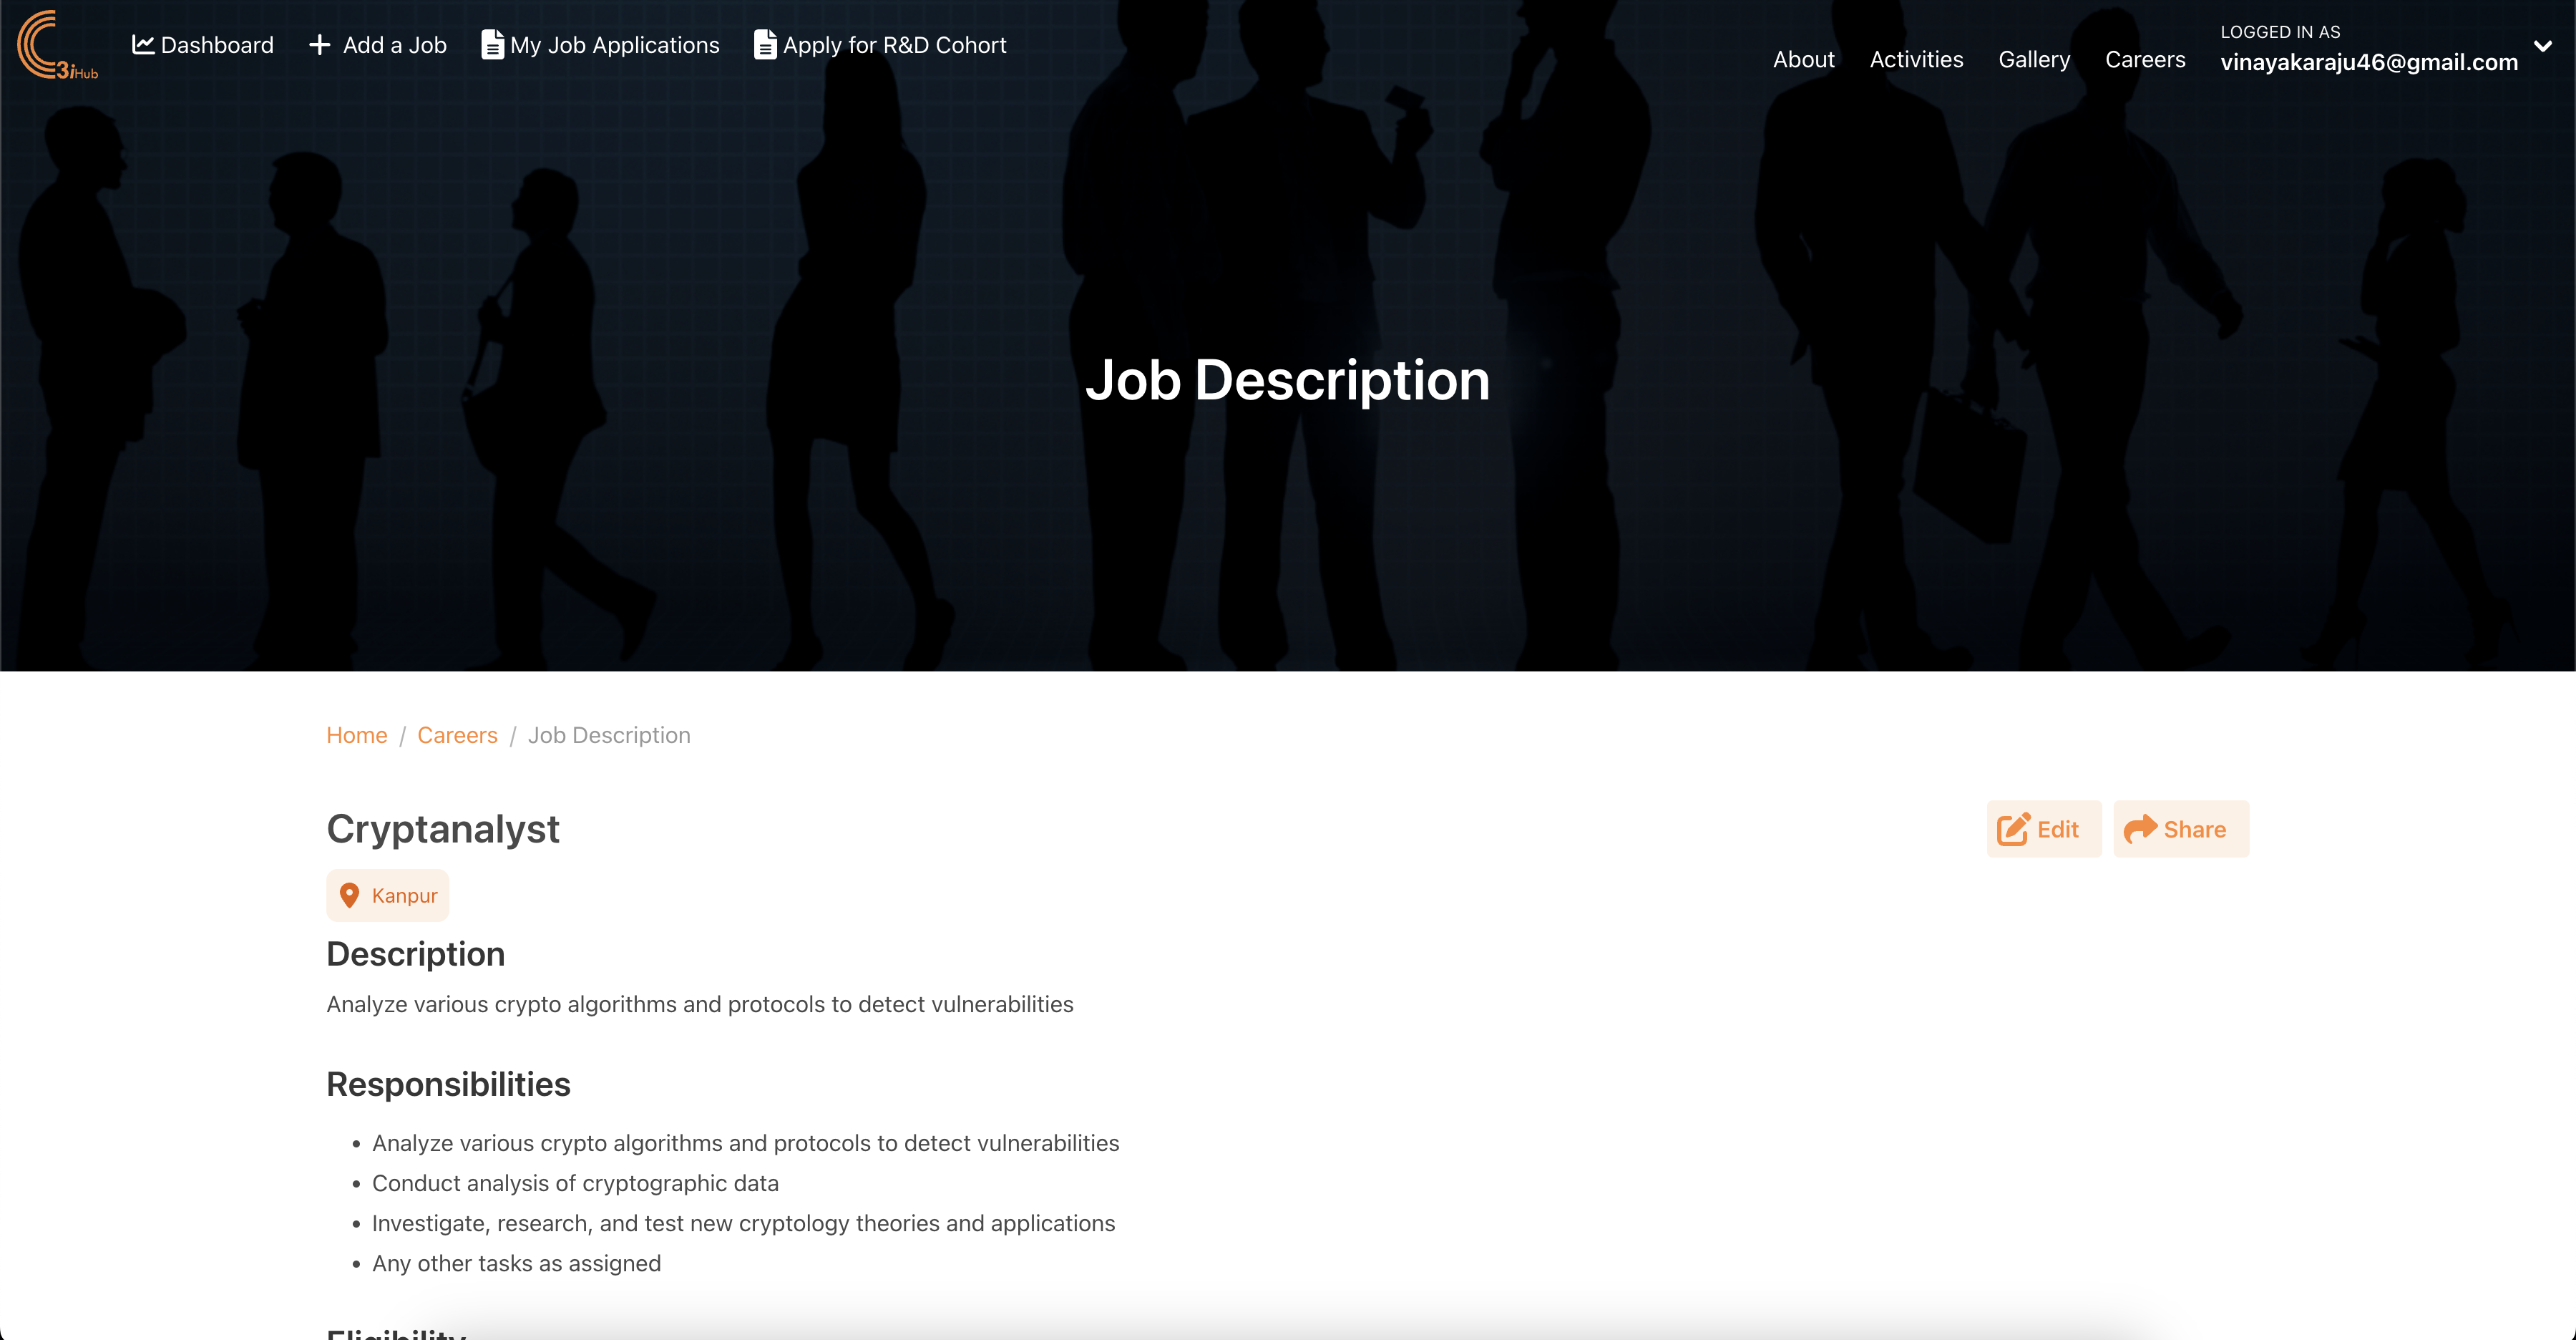 3iHub
Dashboard
Add a Job
My Job Applications
Apply for R&D Cohort
About
Activities
Gallery
Careers
LOGGED IN AS
vinayakaraju46@gmail.com
Job Description
Home / Careers / Job Description
Cryptanalyst
Edit
Share
Kanpur
Description
Analyze various crypto algorithms and protocols to detect vulnerabilities
Responsibilities
• Analyze various crypto algorithms and protocols to detect vulnerabilities
• Conduct analysis of cryptographic data
• Investigate, research, and test new cryptology theories and applications
• Any other tasks as assigned
Eligibility